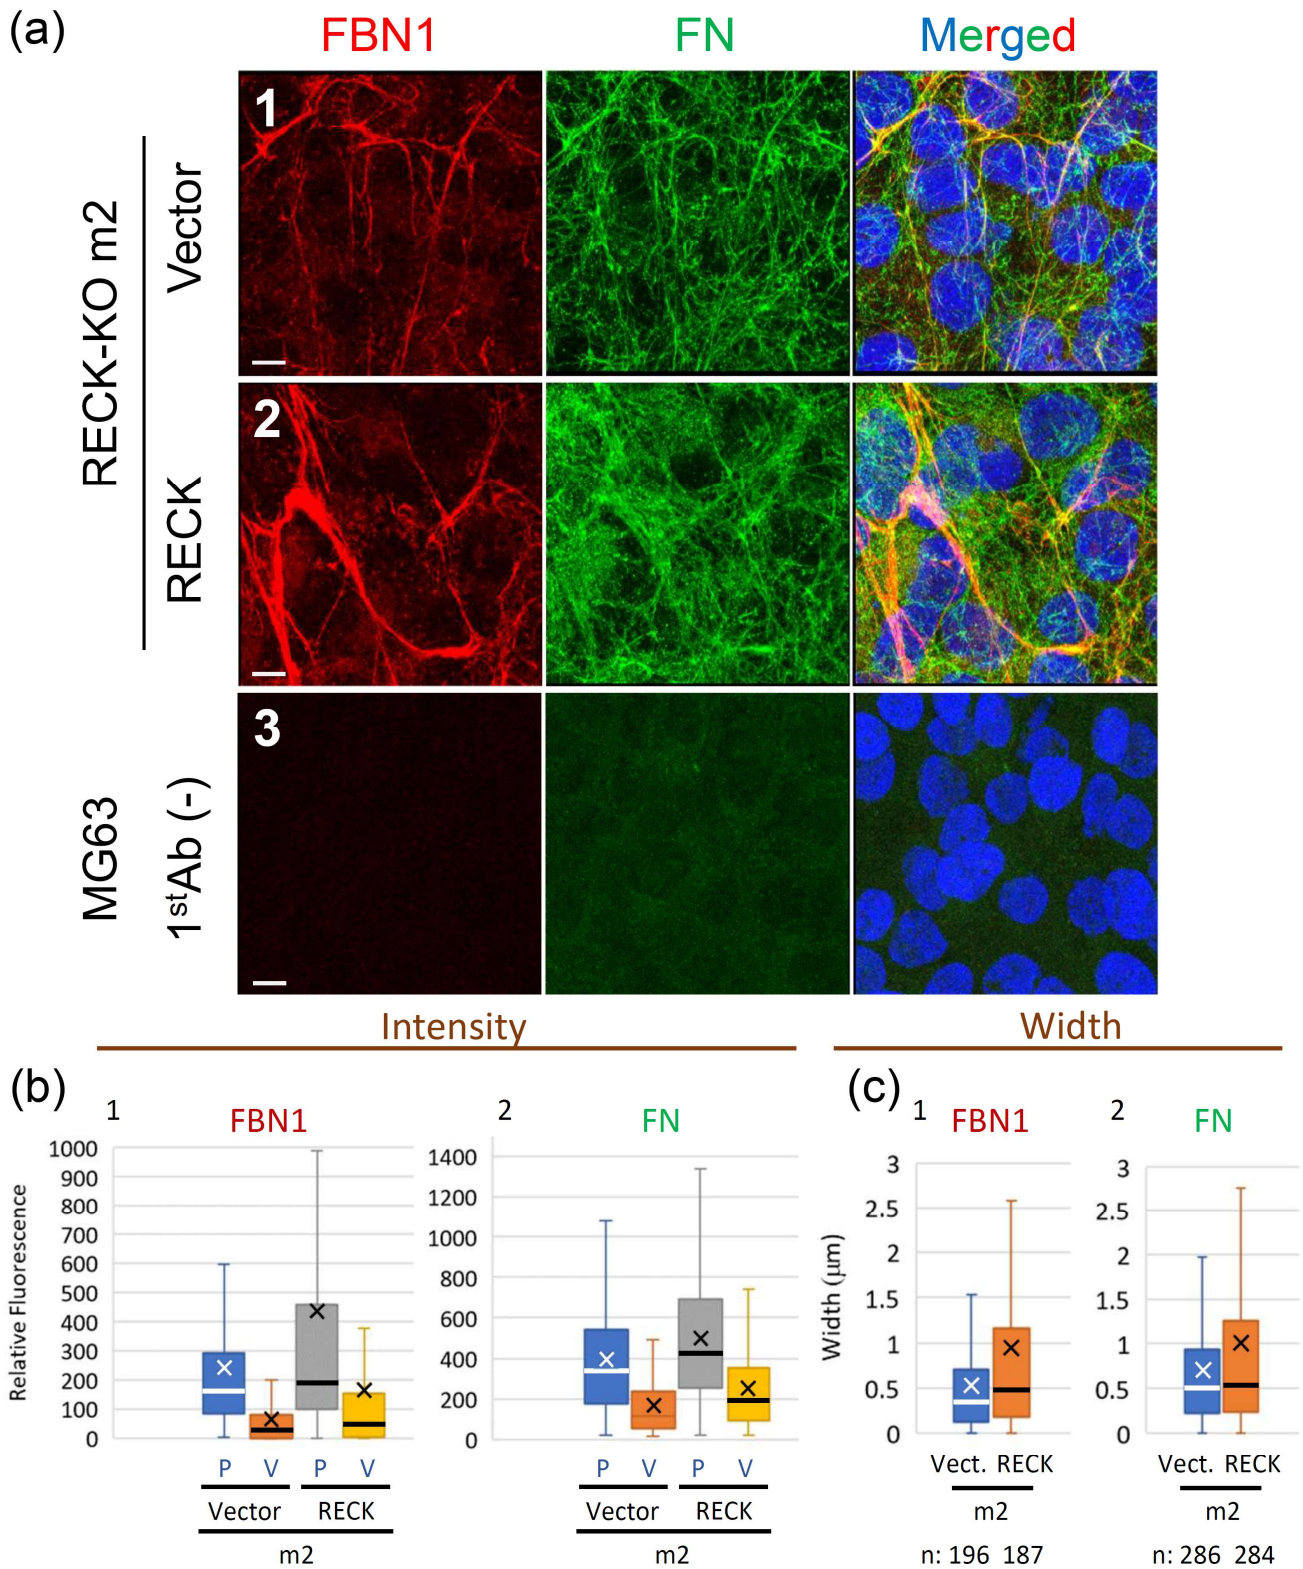 (a)
FBN1 FN Merged
RECK-KO m2
Vector
1
RECK
2
MG63
1stAb (-)
3
Intensity
Width
(b)
1
FBN1
Relative Fluorescence
1000
900
800
700
600
500
400
300
200
100
0
P V P V
Vector RECK
m2
2
FN
1400
1200
1000
800
600
400
200
0
P V P V
Vector RECK
m2
(c)
1
FBN1
Width (μm)
3
2.5
2
1.5
1
0.5
0
Vect. RECK
m2
n: 196 187
2
FN
3
2.5
2
1.5
1
0.5
0
Vect. RECK
m2
n: 286 284